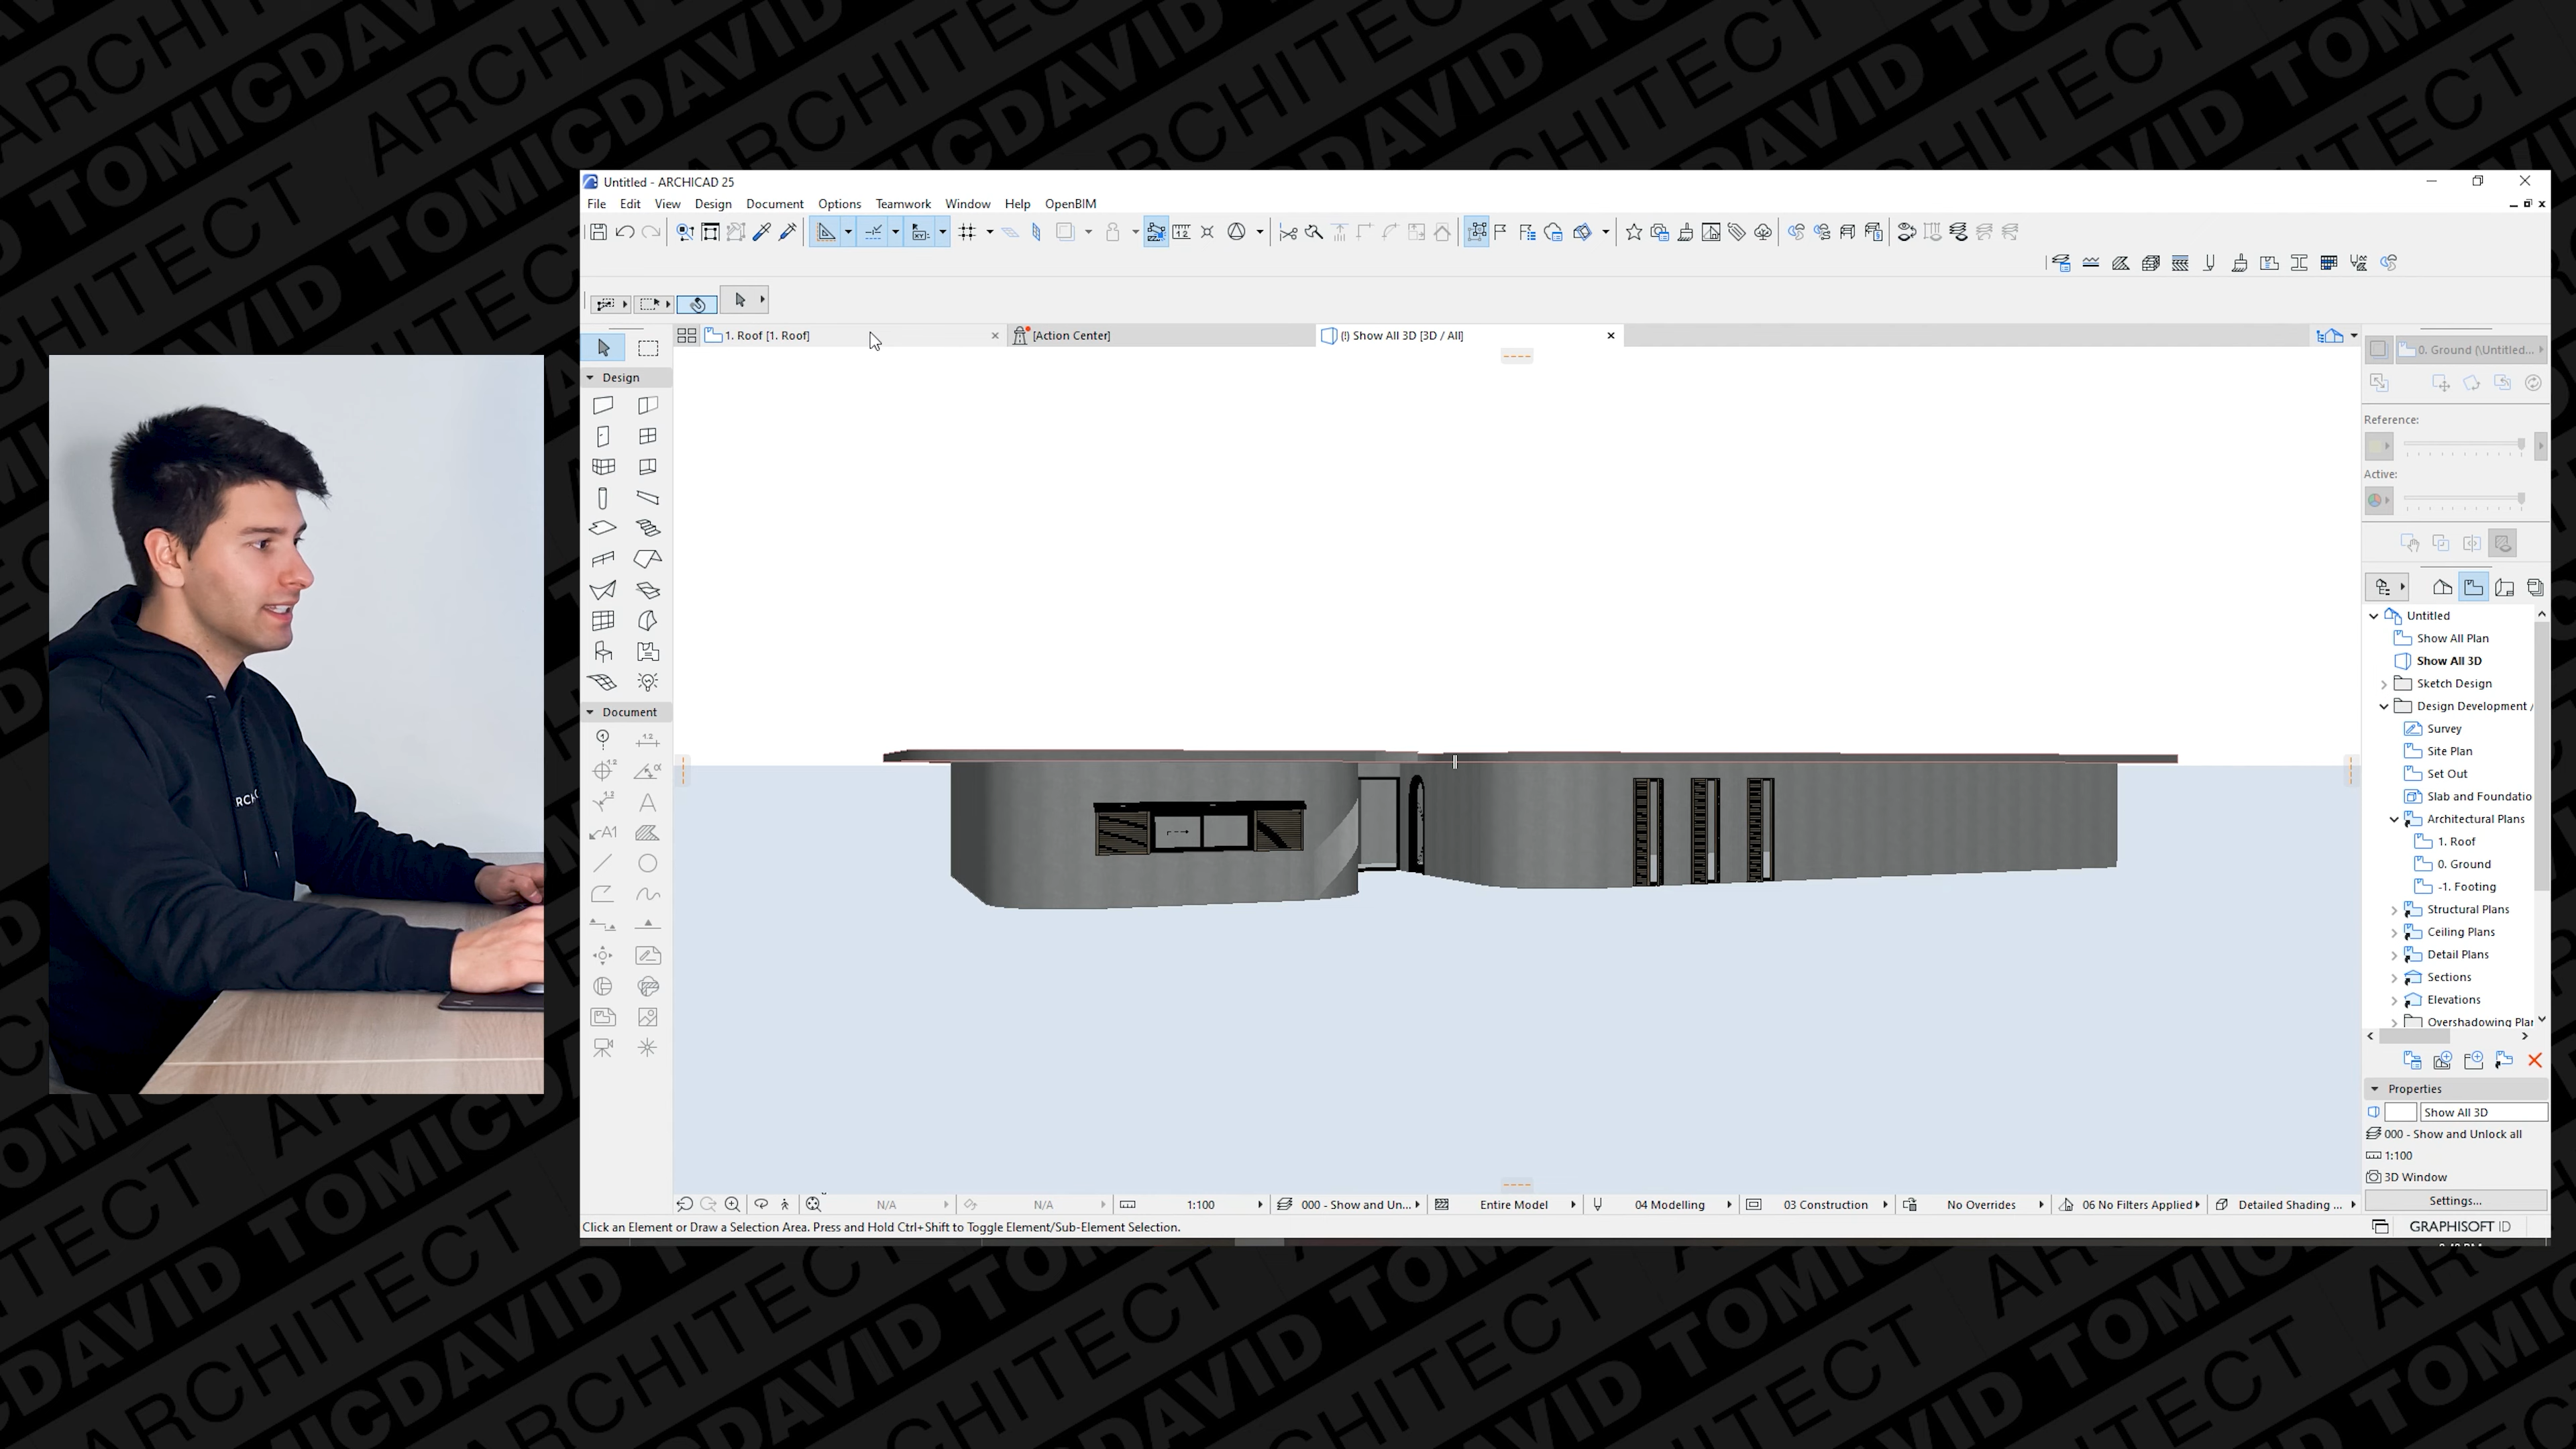 ARCHITECT
DAVID TOMIC
Untitled - ARCHICAD 25
File Edit View Design Document Options Teamwork Window Help OpenBIM
1. Roof [1. Roof]
[Action Center]
(!) Show All 3D [3D / All]
0. Ground (\Untitled...
Design
Reference:
Active:
Untitled
Show All Plan
Show All 3D
Sketch Design
Document
Design Development /
Survey
Site Plan
Set Out
Slab and Foundatio
Architectural Plans
1. Roof
0. Ground
-1. Footing
Structural Plans
Ceiling Plans
Detail Plans
Sections
Elevations
Overshadowing Plan
Properties
Show All 3D
000 - Show and Unlock all
1:100
3D Window
Settings...
N/A N/A 1:100 000 - Show and Un... Entire Model 04 Modelling 03 Construction No Overrides 06 No Filters Applied Detailed Shading ...
Click an Element or Draw a Selection Area. Press and Hold Ctrl+Shift to Toggle Element/Sub-Element Selection.
GRAPHISOFT ID